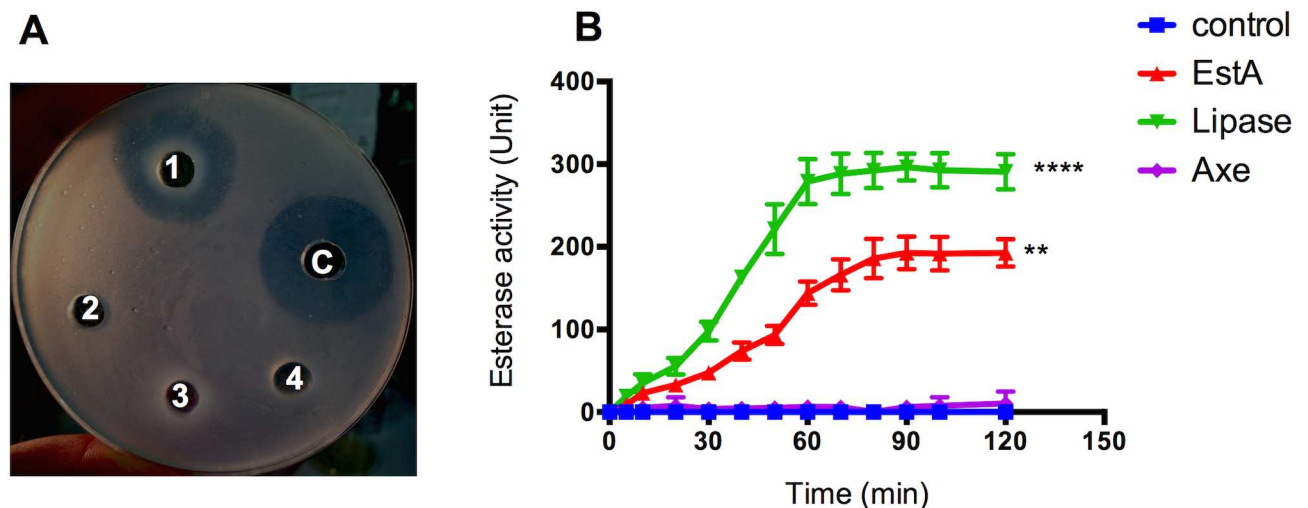 A
1
C
2
3
4
B
control
EstA
Lipase
Axe
Esterase activity (Unit)
400
300
200
100
0
****
**
0 30 60 90 120 150
Time (min)